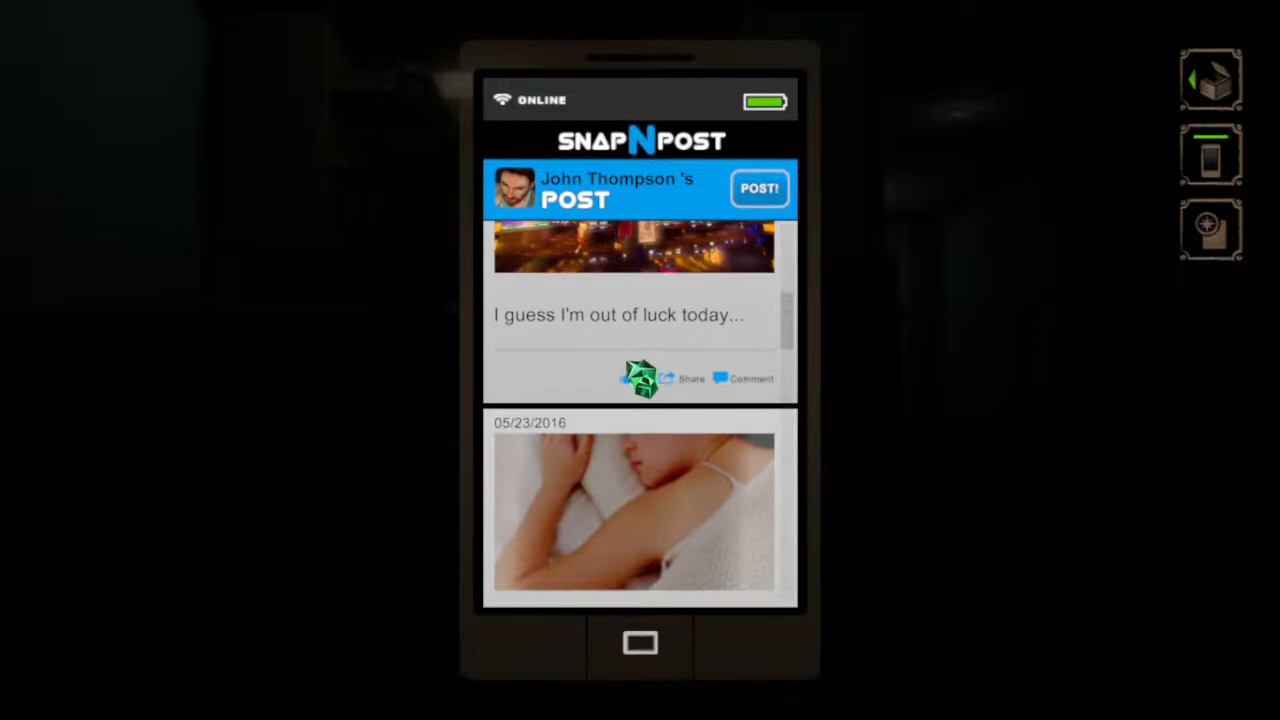 ONLINE
SNAPNPOST
John Thompson 's
POST
POST!
I guess I'm out of luck today...
Share Comment
05/23/2016